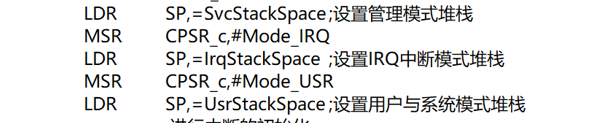 LDR SP,=SvcStackSpace ;设置管理模式堆栈
MSR CPSR_c,#Mode_IRQ
LDR SP,=IrqStackSpace ;设置IRQ中断模式堆栈
MSR CPSR_c,#Mode_USR
LDR SP,=UsrStackSpace ;设置用户与系统模式堆栈